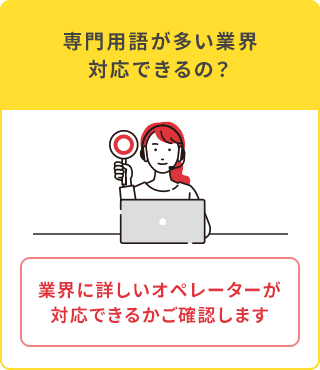 専門用語が多い業界
対応できるの？
業界に詳しいオペレーターが
対応できるかご確認します